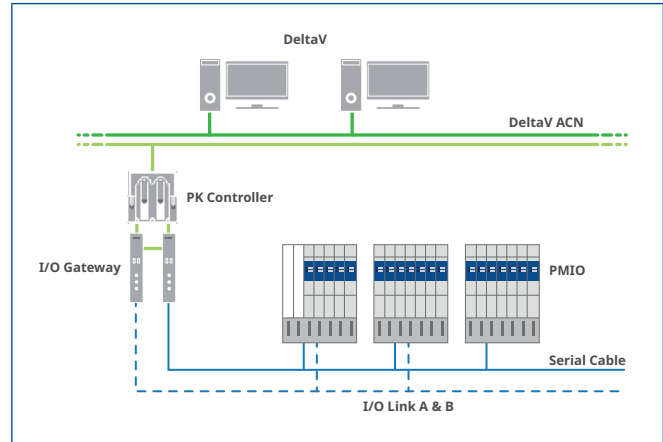 DeltaV
DeltaV ACN
PK Controller
I/O Gateway
PMIO
Serial Cable
I/O Link A & B